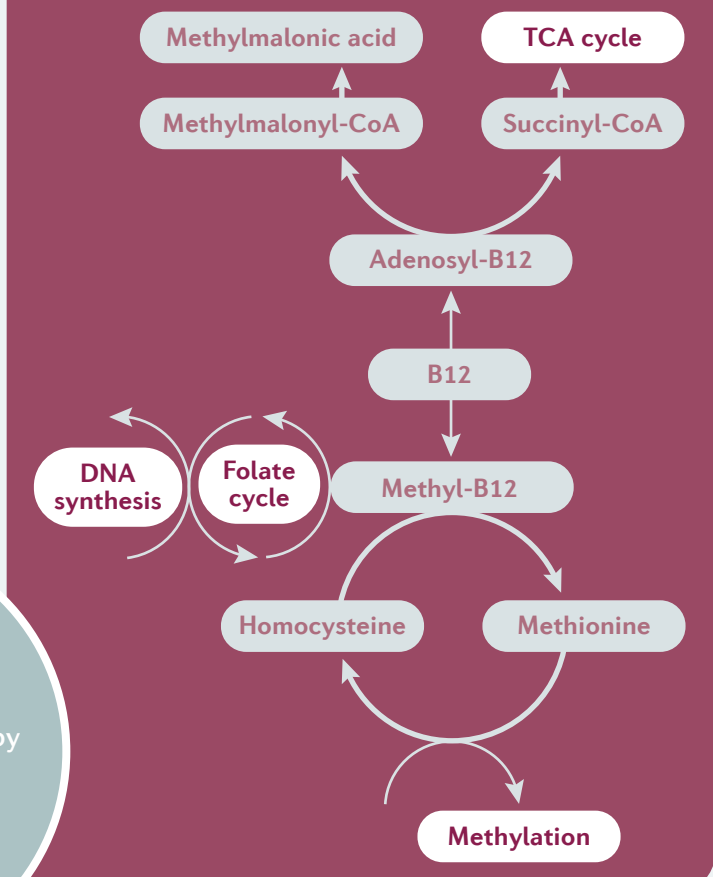 Methylmalonic acid
TCA cycle
Methylmalonyl-CoA
Succinyl-CoA
Adenosyl-B12
B12
DNA
synthesis
Folate
cycle
Methyl-B12
Homocysteine
Methionine
by
Methylation